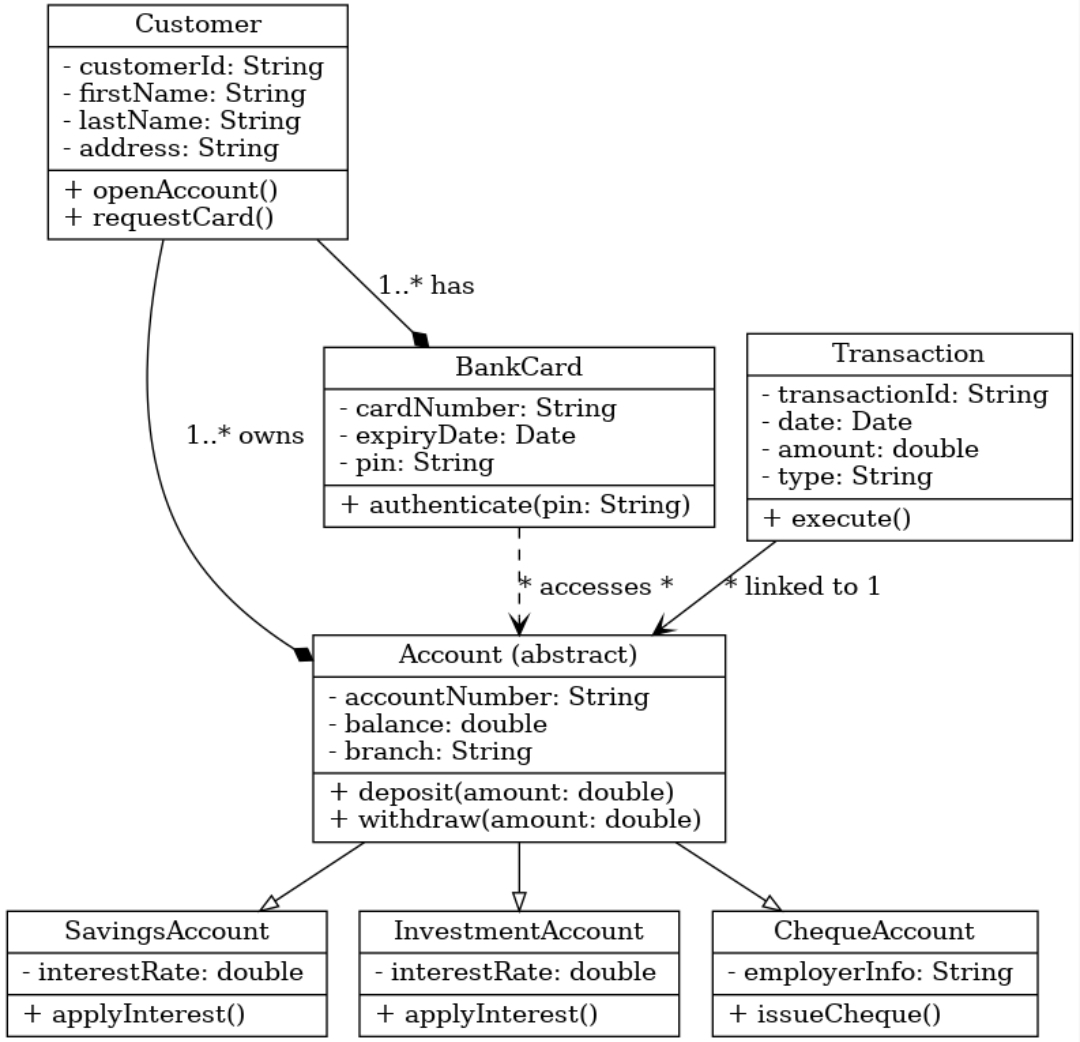 Customer
- customerId: String
- firstName: String
- lastName: String
- address: String
+ openAccount()
+ requestCard()
1..* has
1..* owns
BankCard
- cardNumber: String
- expiryDate: Date
- pin: String
+ authenticate(pin: String)
Transaction
- transactionId: String
- date: Date
- amount: double
- type: String
+ execute()
* accesses *
* linked to 1
Account (abstract)
- accountNumber: String
- balance: double
- branch: String
+ deposit(amount: double)
+ withdraw(amount: double)
SavingsAccount
- interestRate: double
+ applyInterest()
InvestmentAccount
- interestRate: double
+ applyInterest()
ChequeAccount
- employerInfo: String
+ issueCheque()